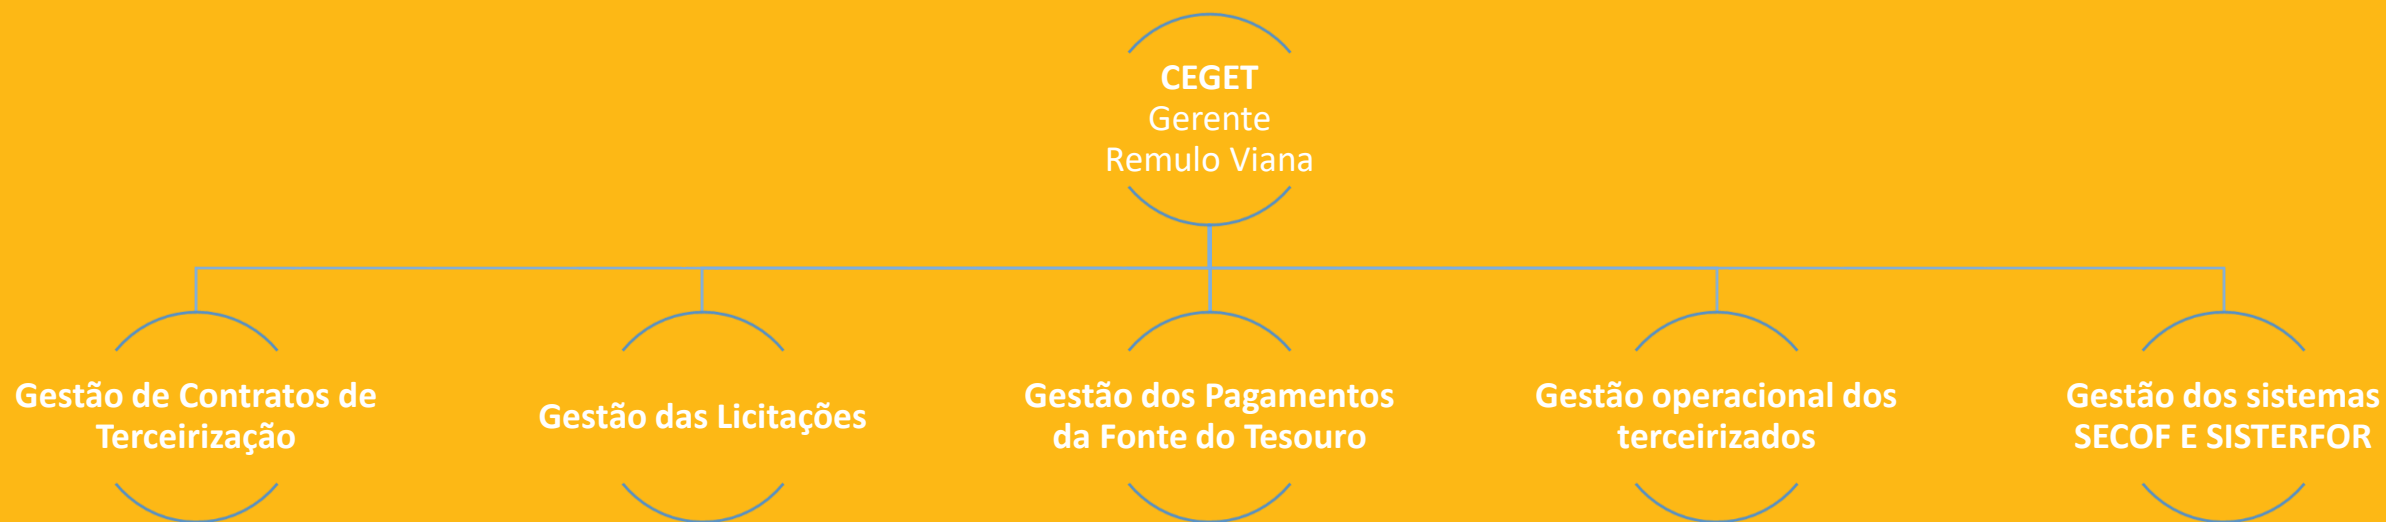 CEGET
Gerente
Remulo Viana
Gestão de Contratos de
Terceirização
Gestão das Licitações
Gestão dos Pagamentos
da Fonte do Tesouro
Gestão operacional dos
terceirizados
Gestão dos sistemas
SECOF E SISTERFOR